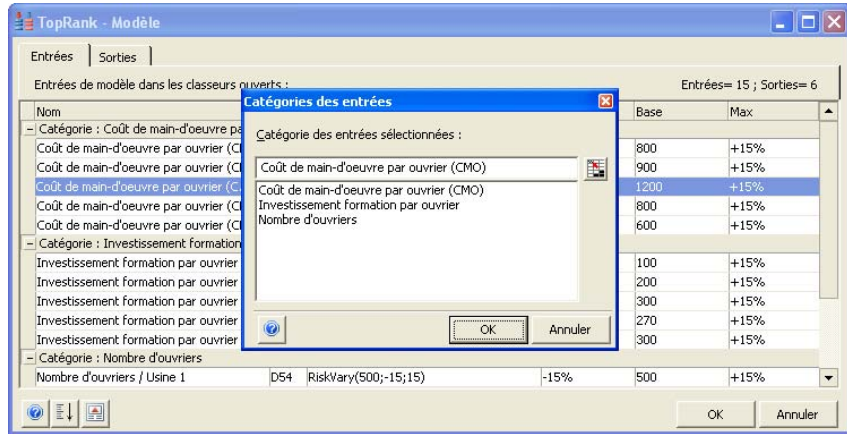 TopRank - Modèle
Entrées Sorties
Entrées de modèle dans les classeurs ouverts : Entrées= 15 ; Sorties= 6
Nom Base Max
Catégorie : Coût de main-d'oeuvre pa
Coût de main-d'oeuvre par ouvrier (C 800 +15%
Coût de main-d'oeuvre par ouvrier (C 900 +15%
Coût de main-d'oeuvre par ouvrier (C 1200 +15%
Coût de main-d'oeuvre par ouvrier (C 800 +15%
Coût de main-d'oeuvre par ouvrier (C 600 +15%
Catégorie : Investissement formation
Investissement formation par ouvrier 100 +15%
Investissement formation par ouvrier 200 +15%
Investissement formation par ouvrier 300 +15%
Investissement formation par ouvrier 270 +15%
Investissement formation par ouvrier 300 +15%
Catégorie : Nombre d'ouvriers
Nombre d'ouvriers / Usine 1 D54 RiskVary(500;-15;15) -15% 500 +15%
OK Annuler
Catégories des entrées
Catégorie des entrées sélectionnées :
Coût de main-d'oeuvre par ouvrier (CMO)
Coût de main-d'oeuvre par ouvrier (CMO)
Investissement formation par ouvrier
Nombre d'ouvriers
OK Annuler